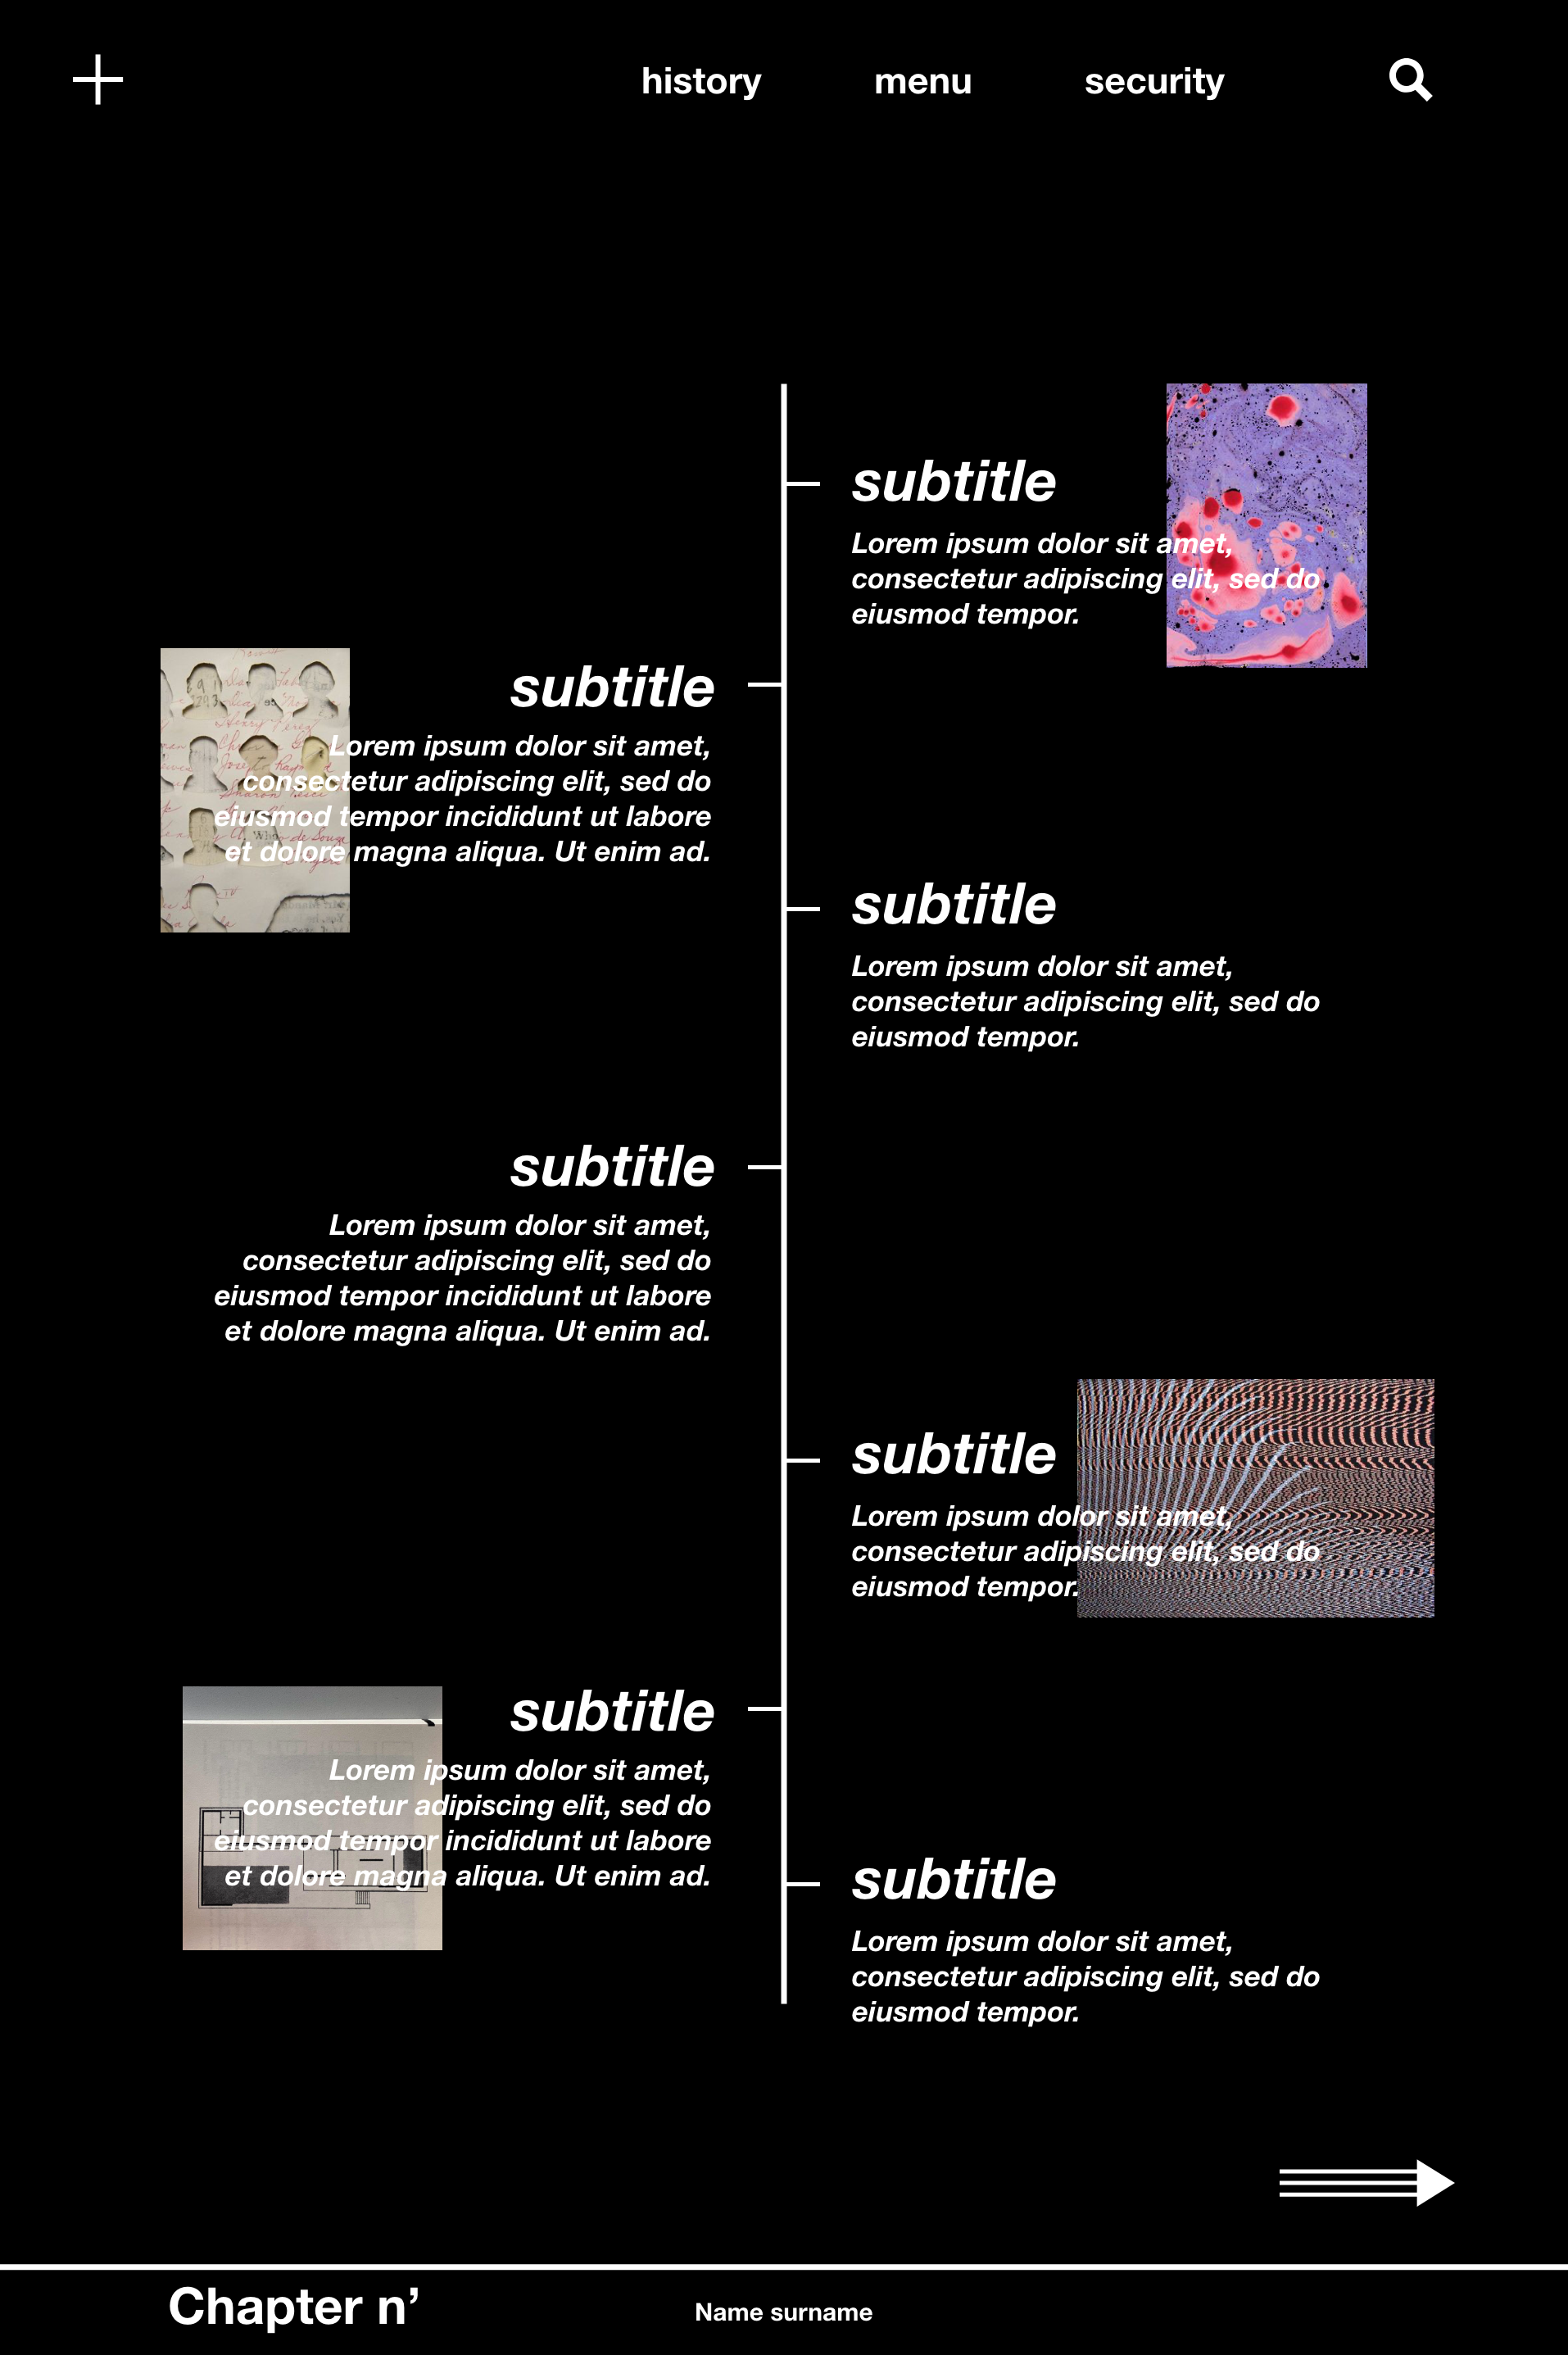 history menu security
subtitle
Lorem ipsum dolor sit amet,
consectetur adipiscing elit, sed do
eiusmod tempor.
subtitle
Lorem ipsum dolor sit amet,
consectetur adipiscing elit, sed do
eiusmod tempor incididunt ut labore
et dolore magna aliqua. Ut enim ad.
subtitle
Lorem ipsum dolor sit amet,
consectetur adipiscing elit, sed do
eiusmod tempor.
subtitle
Lorem ipsum dolor sit amet,
consectetur adipiscing elit, sed do
eiusmod tempor incididunt ut labore
et dolore magna aliqua. Ut enim ad.
subtitle
Lorem ipsum dolor sit amet,
consectetur adipiscing elit, sed do
eiusmod tempor.
subtitle
Lorem ipsum dolor sit amet,
consectetur adipiscing elit, sed do
eiusmod tempor incididunt ut labore
et dolore magna aliqua. Ut enim ad.
subtitle
Lorem ipsum dolor sit amet,
consectetur adipiscing elit, sed do
eiusmod tempor.
Chapter n’
Name surname